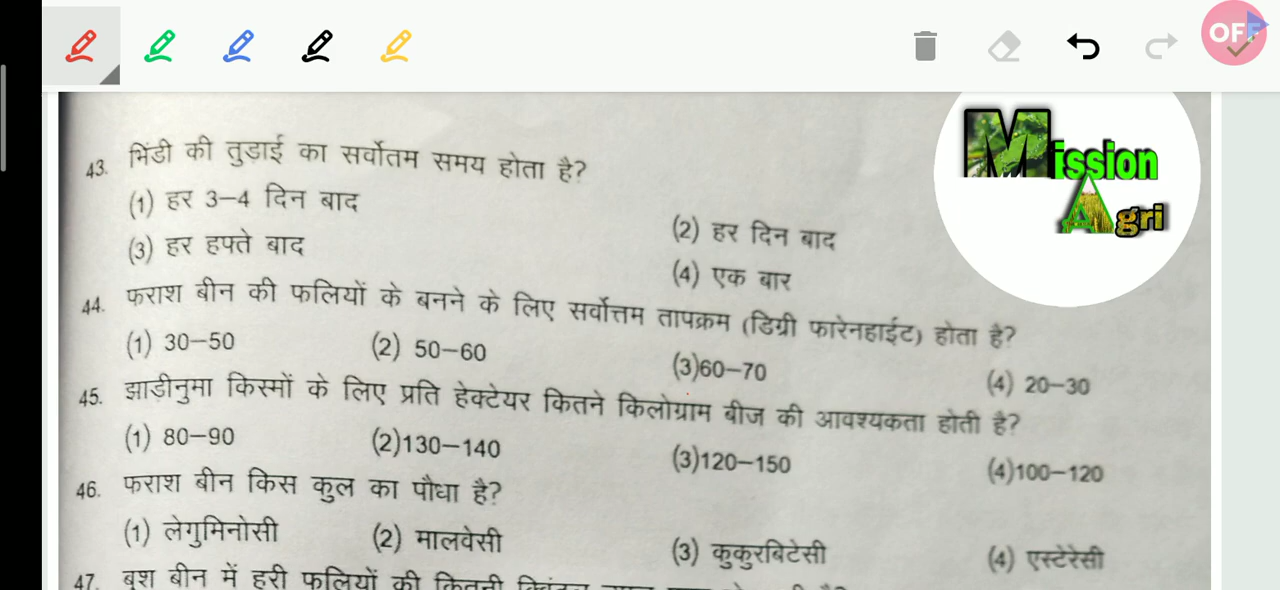 OFF
Mission
Agri
43. भिंडी की तुड़ाई का सर्वोतम समय होता है?
(1) हर 3–4 दिन बाद
(2) हर दिन बाद
(3) हर हफ्ते बाद
(4) एक बार
44. फराश बीन की फलियों के बनने के लिए सर्वोत्तम तापक्रम (डिग्री फारेनहाईट) होता है?
(1) 30–50 (2) 50–60 (3)60–70 (4) 20–30
45. झाड़ीनुमा किस्मों के लिए प्रति हेक्टेयर कितने किलोग्राम बीज की आवश्यकता होती है?
(1) 80–90 (2)130–140 (3)120–150 (4)100–120
46. फराश बीन किस कुल का पौधा है?
(1) लेगुमिनोसी (2) मालवेसी (3) कुकुरबिटेसी (4) एस्टेरेसी
47. बुश बीन में हरी फलियों की कितनी क्विंटल